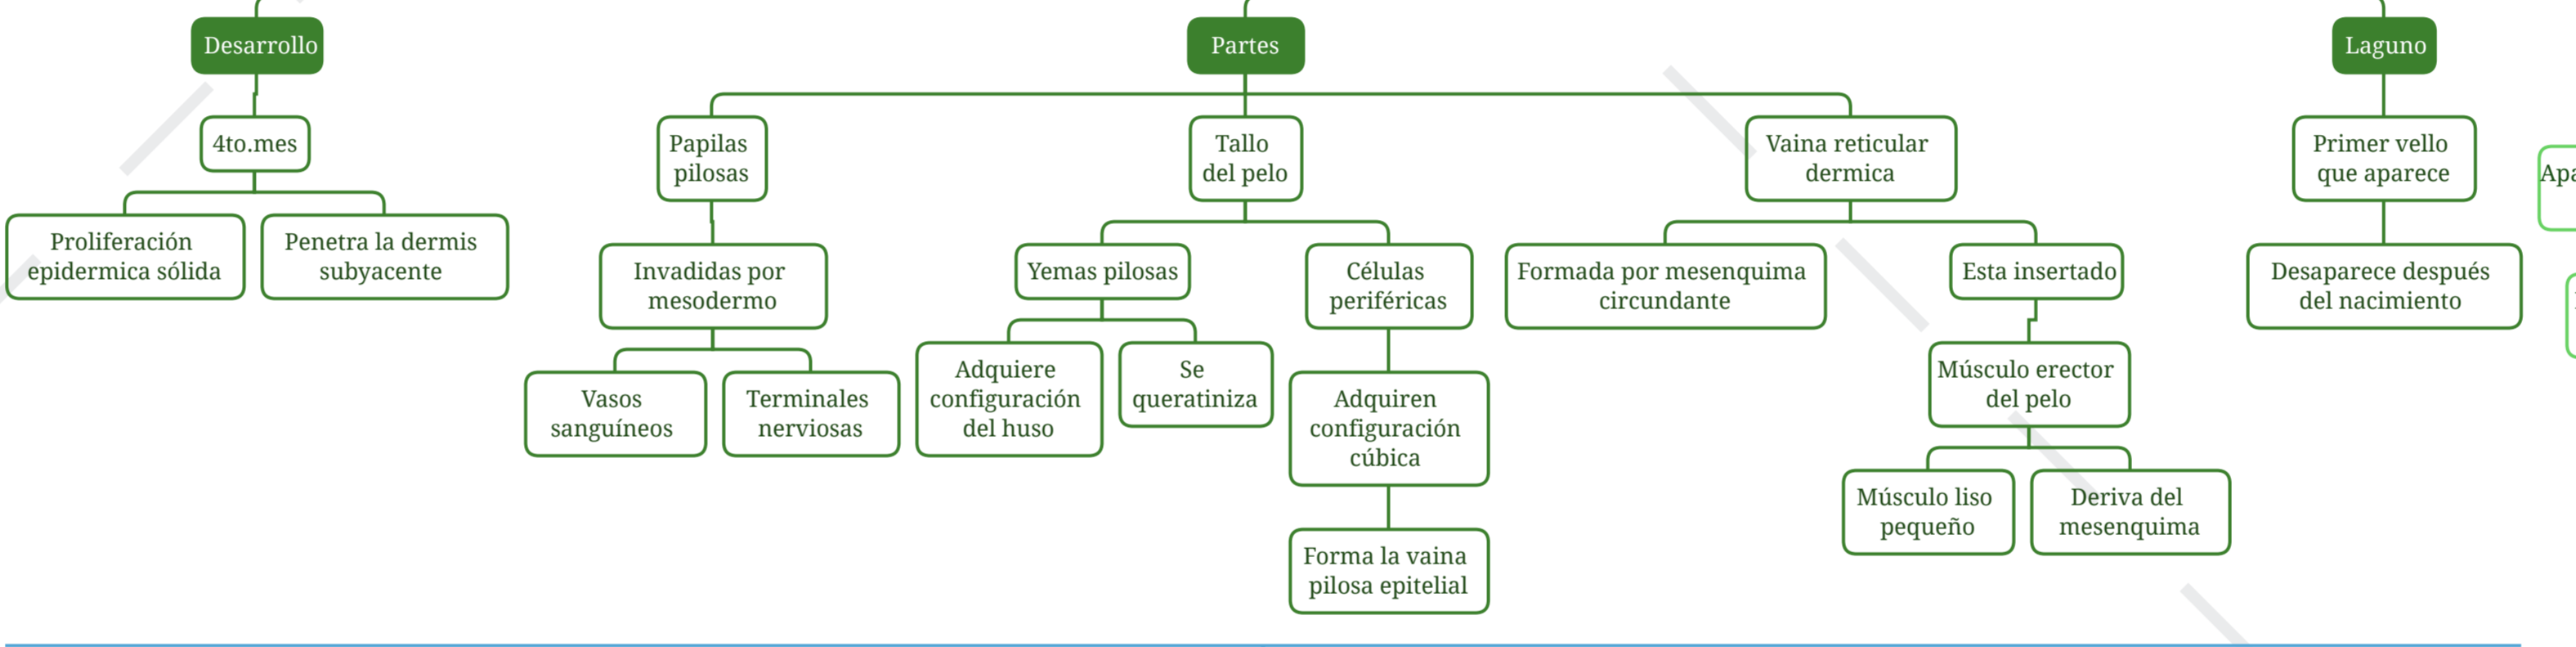 Desarrollo
4to.mes
Proliferación
epidermica sólida
Penetra la dermis
subyacente
Partes
Papilas
pilosas
Invadidas por
mesodermo
Vasos
sanguíneos
Terminales
nerviosas
Tallo
del pelo
Yemas pilosas
Adquiere
configuración
del huso
Se
queratiniza
Células
periféricas
Adquiren
configuración
cúbica
Forma la vaina
pilosa epitelial
Vaina reticular
dermica
Formada por mesenquima
circundante
Esta insertado
Músculo erector
del pelo
Músculo liso
pequeño
Deriva del
mesenquima
Laguno
Primer vello
que aparece
Desaparece después
del nacimiento